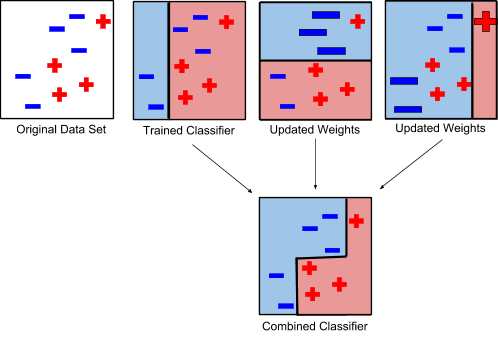 Original Data Set
Trained Classifier
Updated Weights
Updated Weights
Combined Classifier